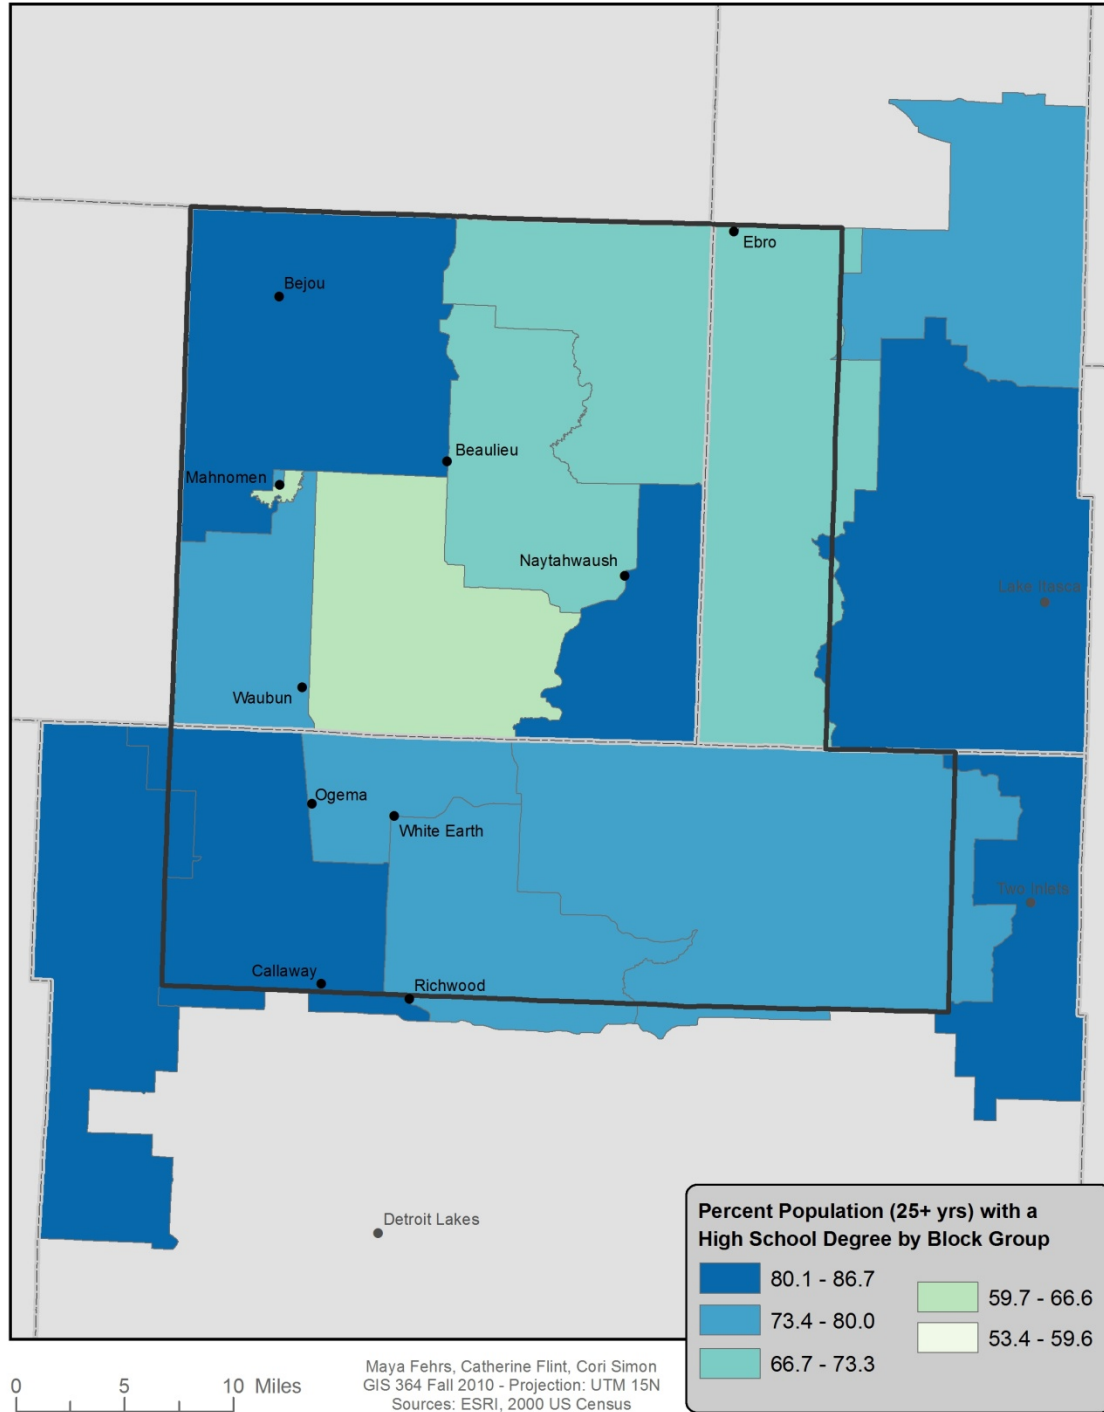 Ebro
Bejou
Beaulieu
Mahnomen
Naytahwaush
Lake Itasca
Waubun
Ogema
White Earth
Two Inlets
Callaway
Richwood
Detroit Lakes
Percent Population (25+ yrs) with a
High School Degree by Block Group
80.1 - 86.7
73.4 - 80.0
66.7 - 73.3
59.7 - 66.6
53.4 - 59.6
0 5 10 Miles
Maya Fehrs, Catherine Flint, Cori Simon
GIS 364 Fall 2010 - Projection: UTM 15N
Sources: ESRI, 2000 US Census